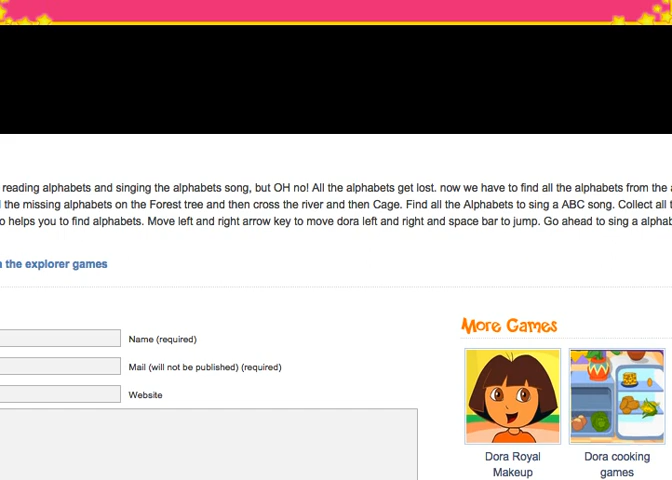 reading alphabets and singing the alphabets song, but OH no! All the alphabets get lost. now we have to find all the alphabets from the
the missing alphabets on the Forest tree and then cross the river and then Cage. Find all the Alphabets to sing a ABC song. Collect all
helps you to find alphabets. Move left and right arrow key to move dora left and right and space bar to jump. Go ahead to sing a
the explorer games
More Games
Name (required)
Mail (will not be published) (required)
Website
Dora Royal Makeup
Dora cooking games